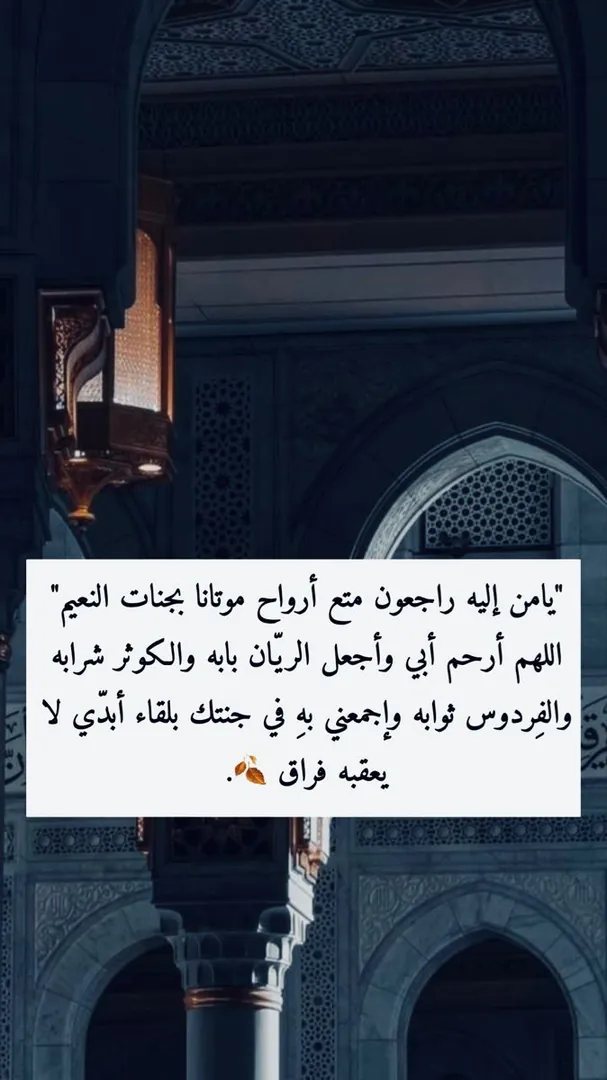 "يامن إليه راجعون متع أرواح موتانا بجنات النعيم"
اللهم أرحم أبي وأجعل الريّان بابه والكوثر شرابه
والفِردوس ثوابه وإجمعني بهِ في جنتك بلقاء أبدّي لا
يعقبه فراق 🍂.